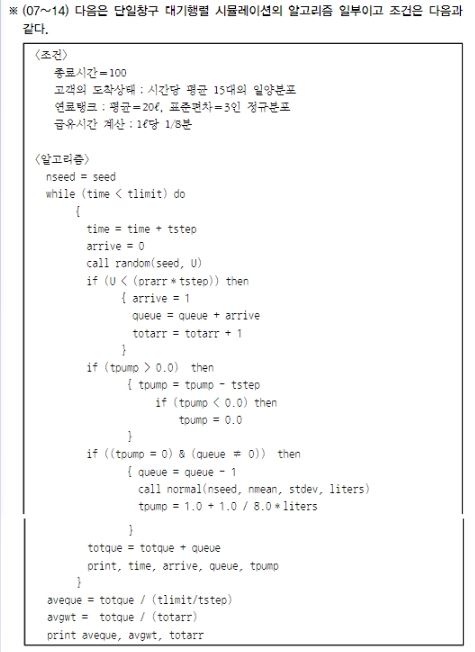 ※ (07～14) 다음은 단일창구 대기행렬 시뮬레이션의 알고리즘 일부이고 조건은 다음과
같다.
〈조건〉
종료시간=100
고객의 도착상태 : 시간당 평균 15대의 일양분포
연료탱크 : 평균=20ℓ, 표준편차=3인 정규분포
급유시간 계산 : 1ℓ당 1/8분
〈알고리즘〉
nseed = seed
while (time < tlimit) do
{
time = time + tstep
arrive = 0
call random(seed, U)
if (U < (prarr * tstep)) then
{ arrive = 1
queue = queue + arrive
totarr = totarr + 1
}
if (tpump > 0.0) then
{ tpump = tpump - tstep
if (tpump < 0.0) then
tpump = 0.0
}
if ((tpump = 0) & (queue ≠ 0)) then
{ queue = queue - 1
call normal(nseed, nmean, stdev, liters)
tpump = 1.0 + 1.0 / 8.0 * liters
}
totque = totque + queue
print, time, arrive, queue, tpump
}
aveque = totque / (tlimit/tstep)
avgwt = totque / (totarr)
print aveque, avgwt, totarr